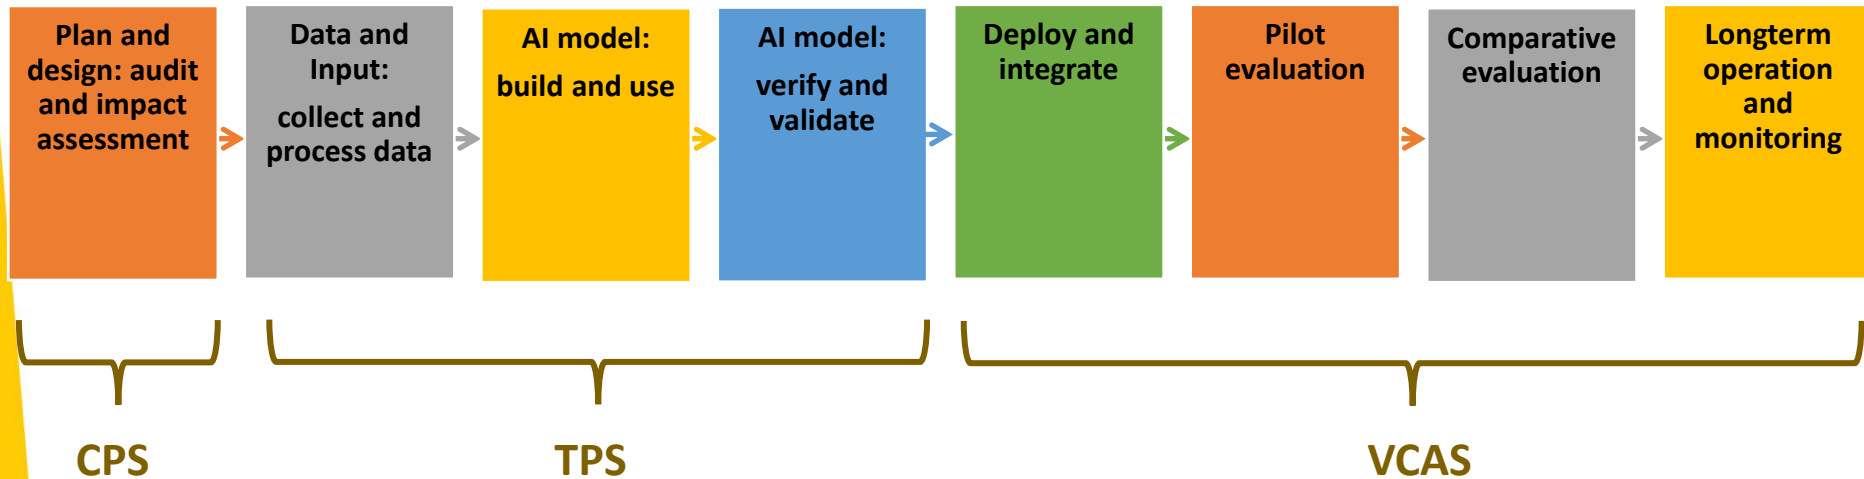 Plan and
design: audit
and impact
assessment
Data and
Input:
collect and
process data
AI model:
build and use
AI model:
verify and
validate
Deploy and
integrate
Pilot
evaluation
Comparative
evaluation
Longterm
operation
and
monitoring
CPS
TPS
VCAS